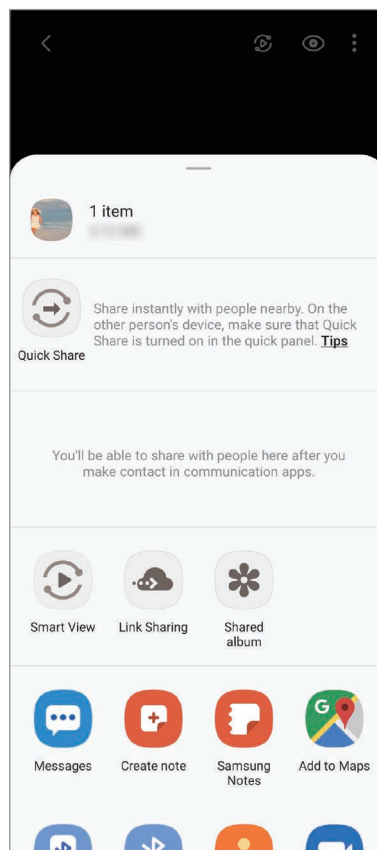 1 item
Share instantly with people nearby. On the
other person's device, make sure that Quick
Share is turned on in the quick panel. Tips
Quick Share
You'll be able to share with people here after you
make contact in communication apps.
Smart View
Link Sharing
Shared
album
Messages
Create note
Samsung
Notes
Add to Maps
G